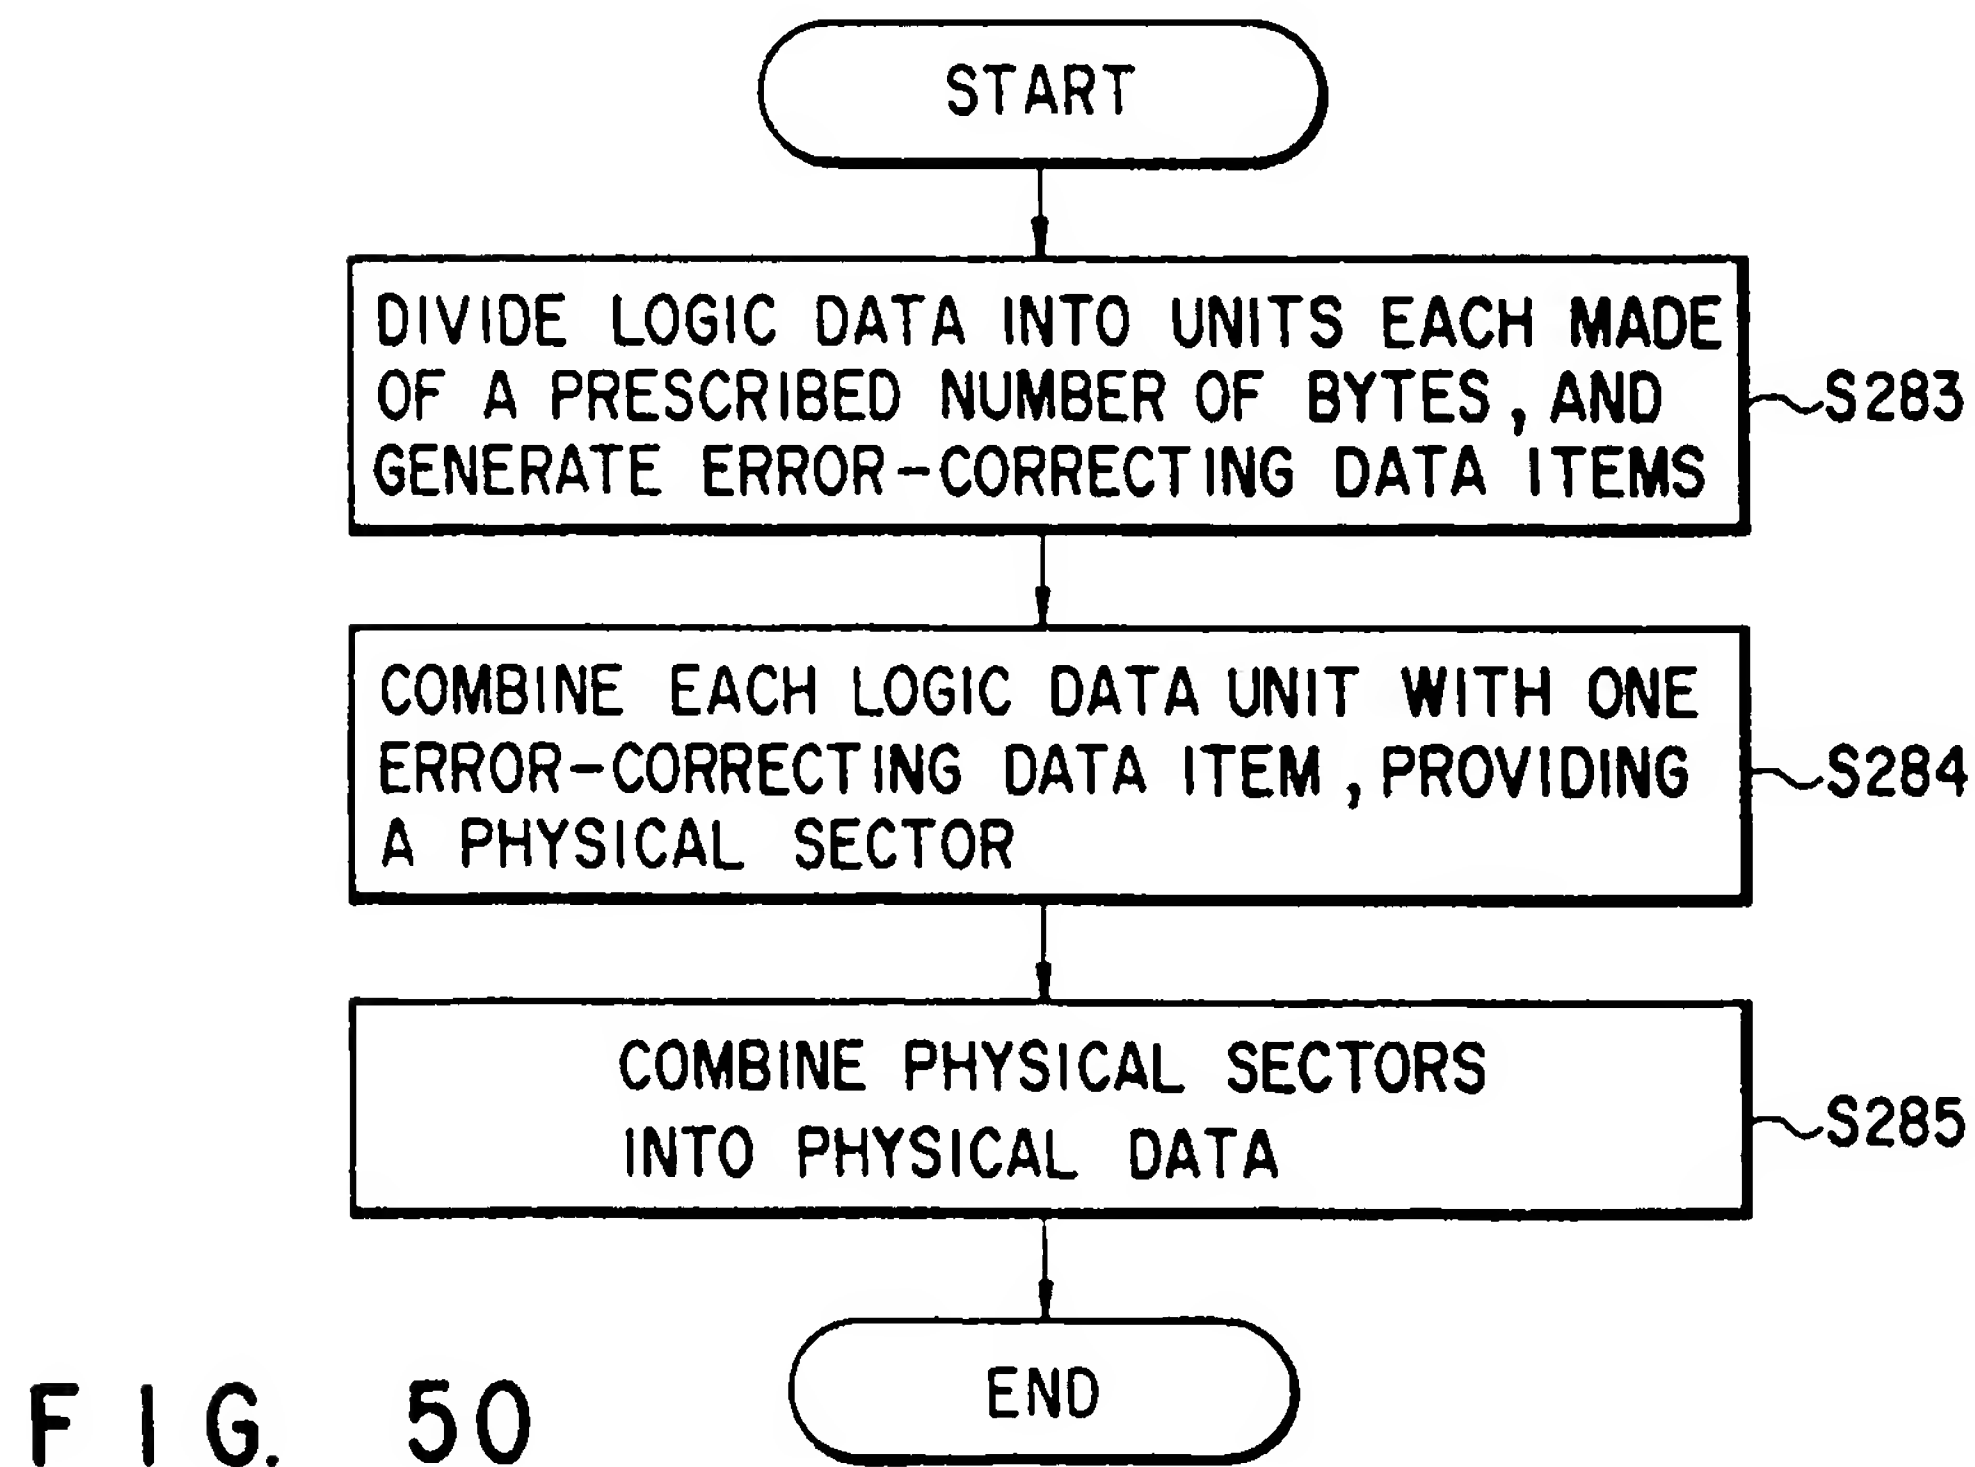 START
DIVIDE LOGIC DATA INTO UNITS EACH MADE
OF A PRESCRIBED NUMBER OF BYTES, AND
GENERATE ERROR-CORRECTING DATA ITEMS
S283
COMBINE EACH LOGIC DATA UNIT WITH ONE
ERROR-CORRECTING DATA ITEM, PROVIDING
A PHYSICAL SECTOR
S284
COMBINE PHYSICAL SECTORS
INTO PHYSICAL DATA
S285
END
FIG. 50